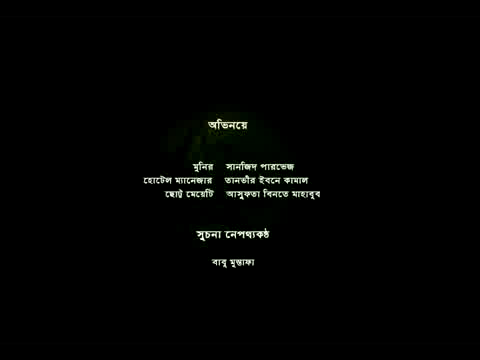 অভিনয়ে
মুনির সানজিদ পারভেজ
হোটেল ম্যানেজার তানভীর ইবনে কামাল
ছোট্ট মেয়েটি আসুফতা বিনতে মাহাবুব
সূচনা নেপথ্যকন্ঠ
বাবু মুস্তাফা